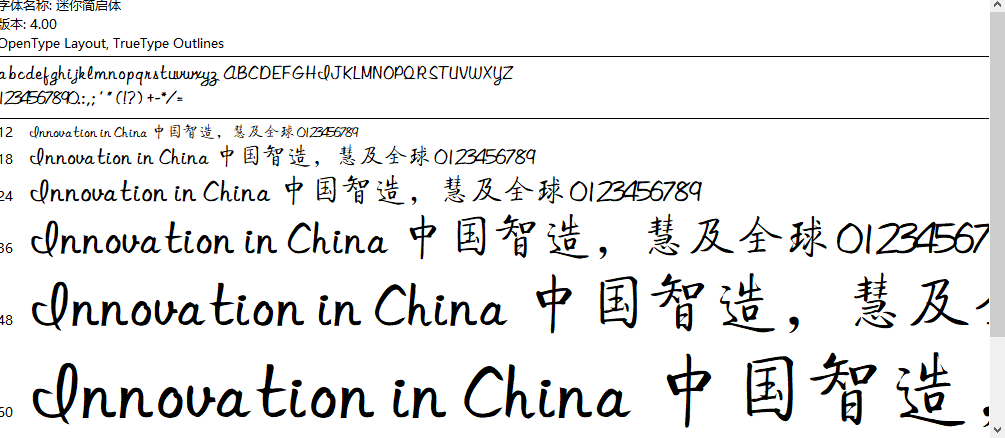 字体名称: 迷你简启体
版本: 4.00
OpenType Layout, TrueType Outlines
abcdefghijklmnopqrstuvwxyz ABCDEFGHIJKLMNOPQRSTUVWXYZ
1234567890.:,; ' " (!?) +-*/=
12 Innovation in China 中国智造，慧及全球 0123456789
18 Innovation in China 中国智造，慧及全球 0123456789
24 Innovation in China 中国智造，慧及全球 0123456789
36 Innovation in China 中国智造，慧及全球 01234567
48 Innovation in China 中国智造，慧及
60 Innovation in China 中国智造，